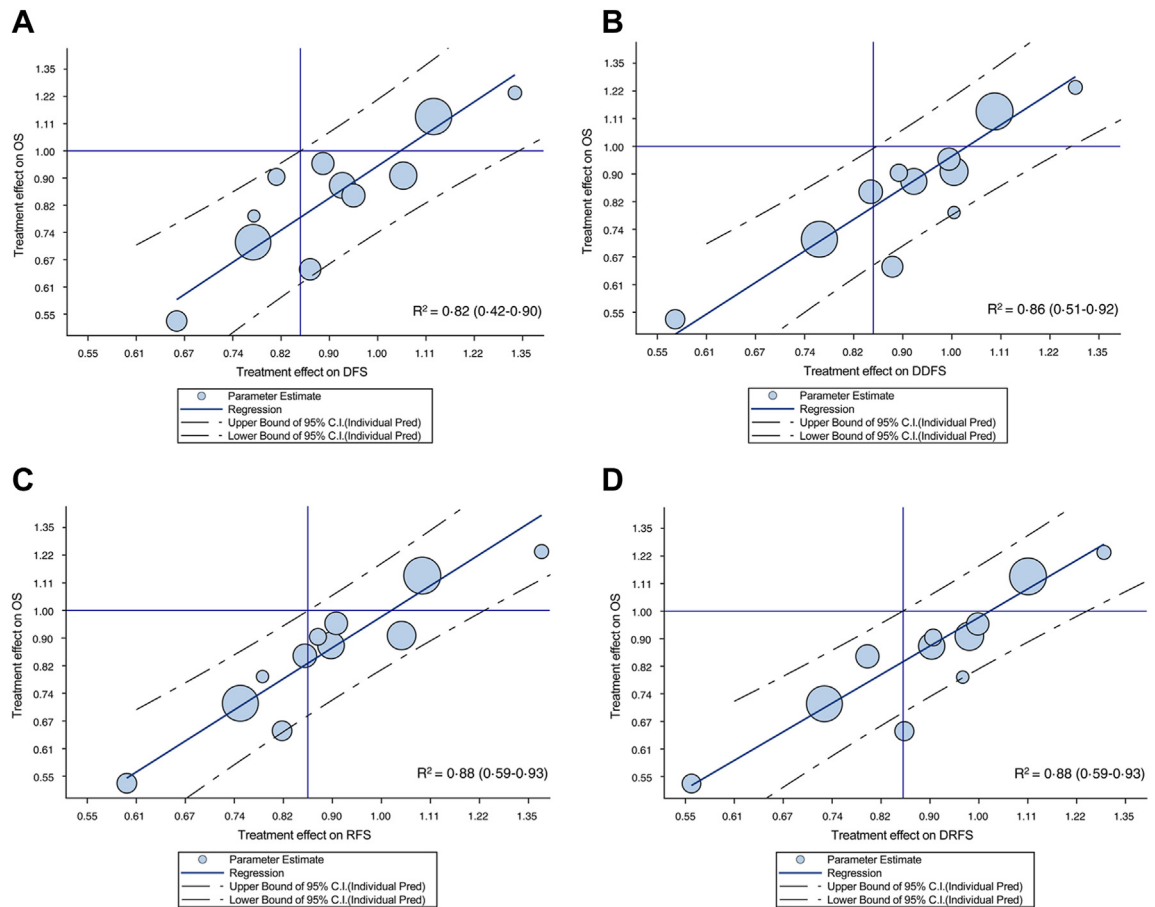 A
Treatment effect on OS
1.35
1.22
1.11
1.00
0.90
0.82
0.74
0.67
0.61
0.55
R² = 0·82 (0·42-0·90)
0.55 0.61 0.67 0.74 0.82 0.90 1.00 1.11 1.22 1.35
Treatment effect on DFS
Parameter Estimate
Regression
Upper Bound of 95% C.I.(Individual Pred)
Lower Bound of 95% C.I.(Individual Pred)
B
Treatment effect on OS
1.35
1.22
1.11
1.00
0.90
0.82
0.74
0.67
0.61
0.55
R² = 0·86 (0·51-0·92)
0.55 0.61 0.67 0.74 0.82 0.90 1.00 1.11 1.22 1.35
Treatment effect on DDFS
Parameter Estimate
Regression
Upper Bound of 95% C.I.(Individual Pred)
Lower Bound of 95% C.I.(Individual Pred)
C
Treatment effect on OS
1.35
1.22
1.11
1.00
0.90
0.82
0.74
0.67
0.61
0.55
R² = 0·88 (0·59-0·93)
0.55 0.61 0.67 0.74 0.82 0.90 1.00 1.11 1.22 1.35
Treatment effect on RFS
Parameter Estimate
Regression
Upper Bound of 95% C.I.(Individual Pred)
Lower Bound of 95% C.I.(Individual Pred)
D
Treatment effect on OS
1.35
1.22
1.11
1.00
0.90
0.82
0.74
0.67
0.61
0.55
R² = 0·88 (0·59-0·93)
0.55 0.61 0.67 0.74 0.82 0.90 1.00 1.11 1.22 1.35
Treatment effect on DRFS
Parameter Estimate
Regression
Upper Bound of 95% C.I.(Individual Pred)
Lower Bound of 95% C.I.(Individual Pred)